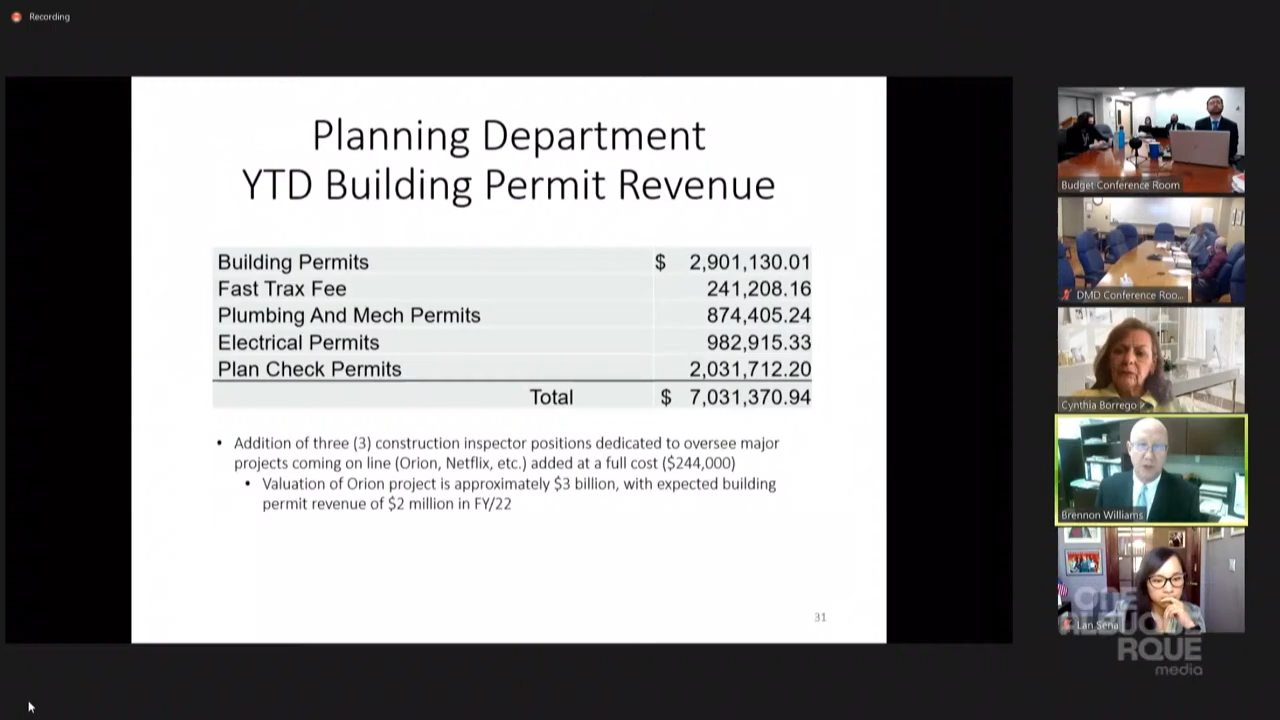 Recording
Planning Department
YTD Building Permit Revenue
Building Permits $ 2,901,130.01
Fast Trax Fee 241,208.16
Plumbing And Mech Permits 874,405.24
Electrical Permits 982,915.33
Plan Check Permits 2,031,712.20
Total $ 7,031,370.94
• Addition of three (3) construction inspector positions dedicated to oversee major
projects coming on line (Orion, Netflix, etc.) added at a full cost ($244,000)
• Valuation of Orion project is approximately $3 billion, with expected building
permit revenue of $2 million in FY/22
31
Budget Conference Room
DMD Conference Roo...
Cynthia Borrego
Brennon Williams
Lan Sena
ONE
ALBUQUE
RQUE
media